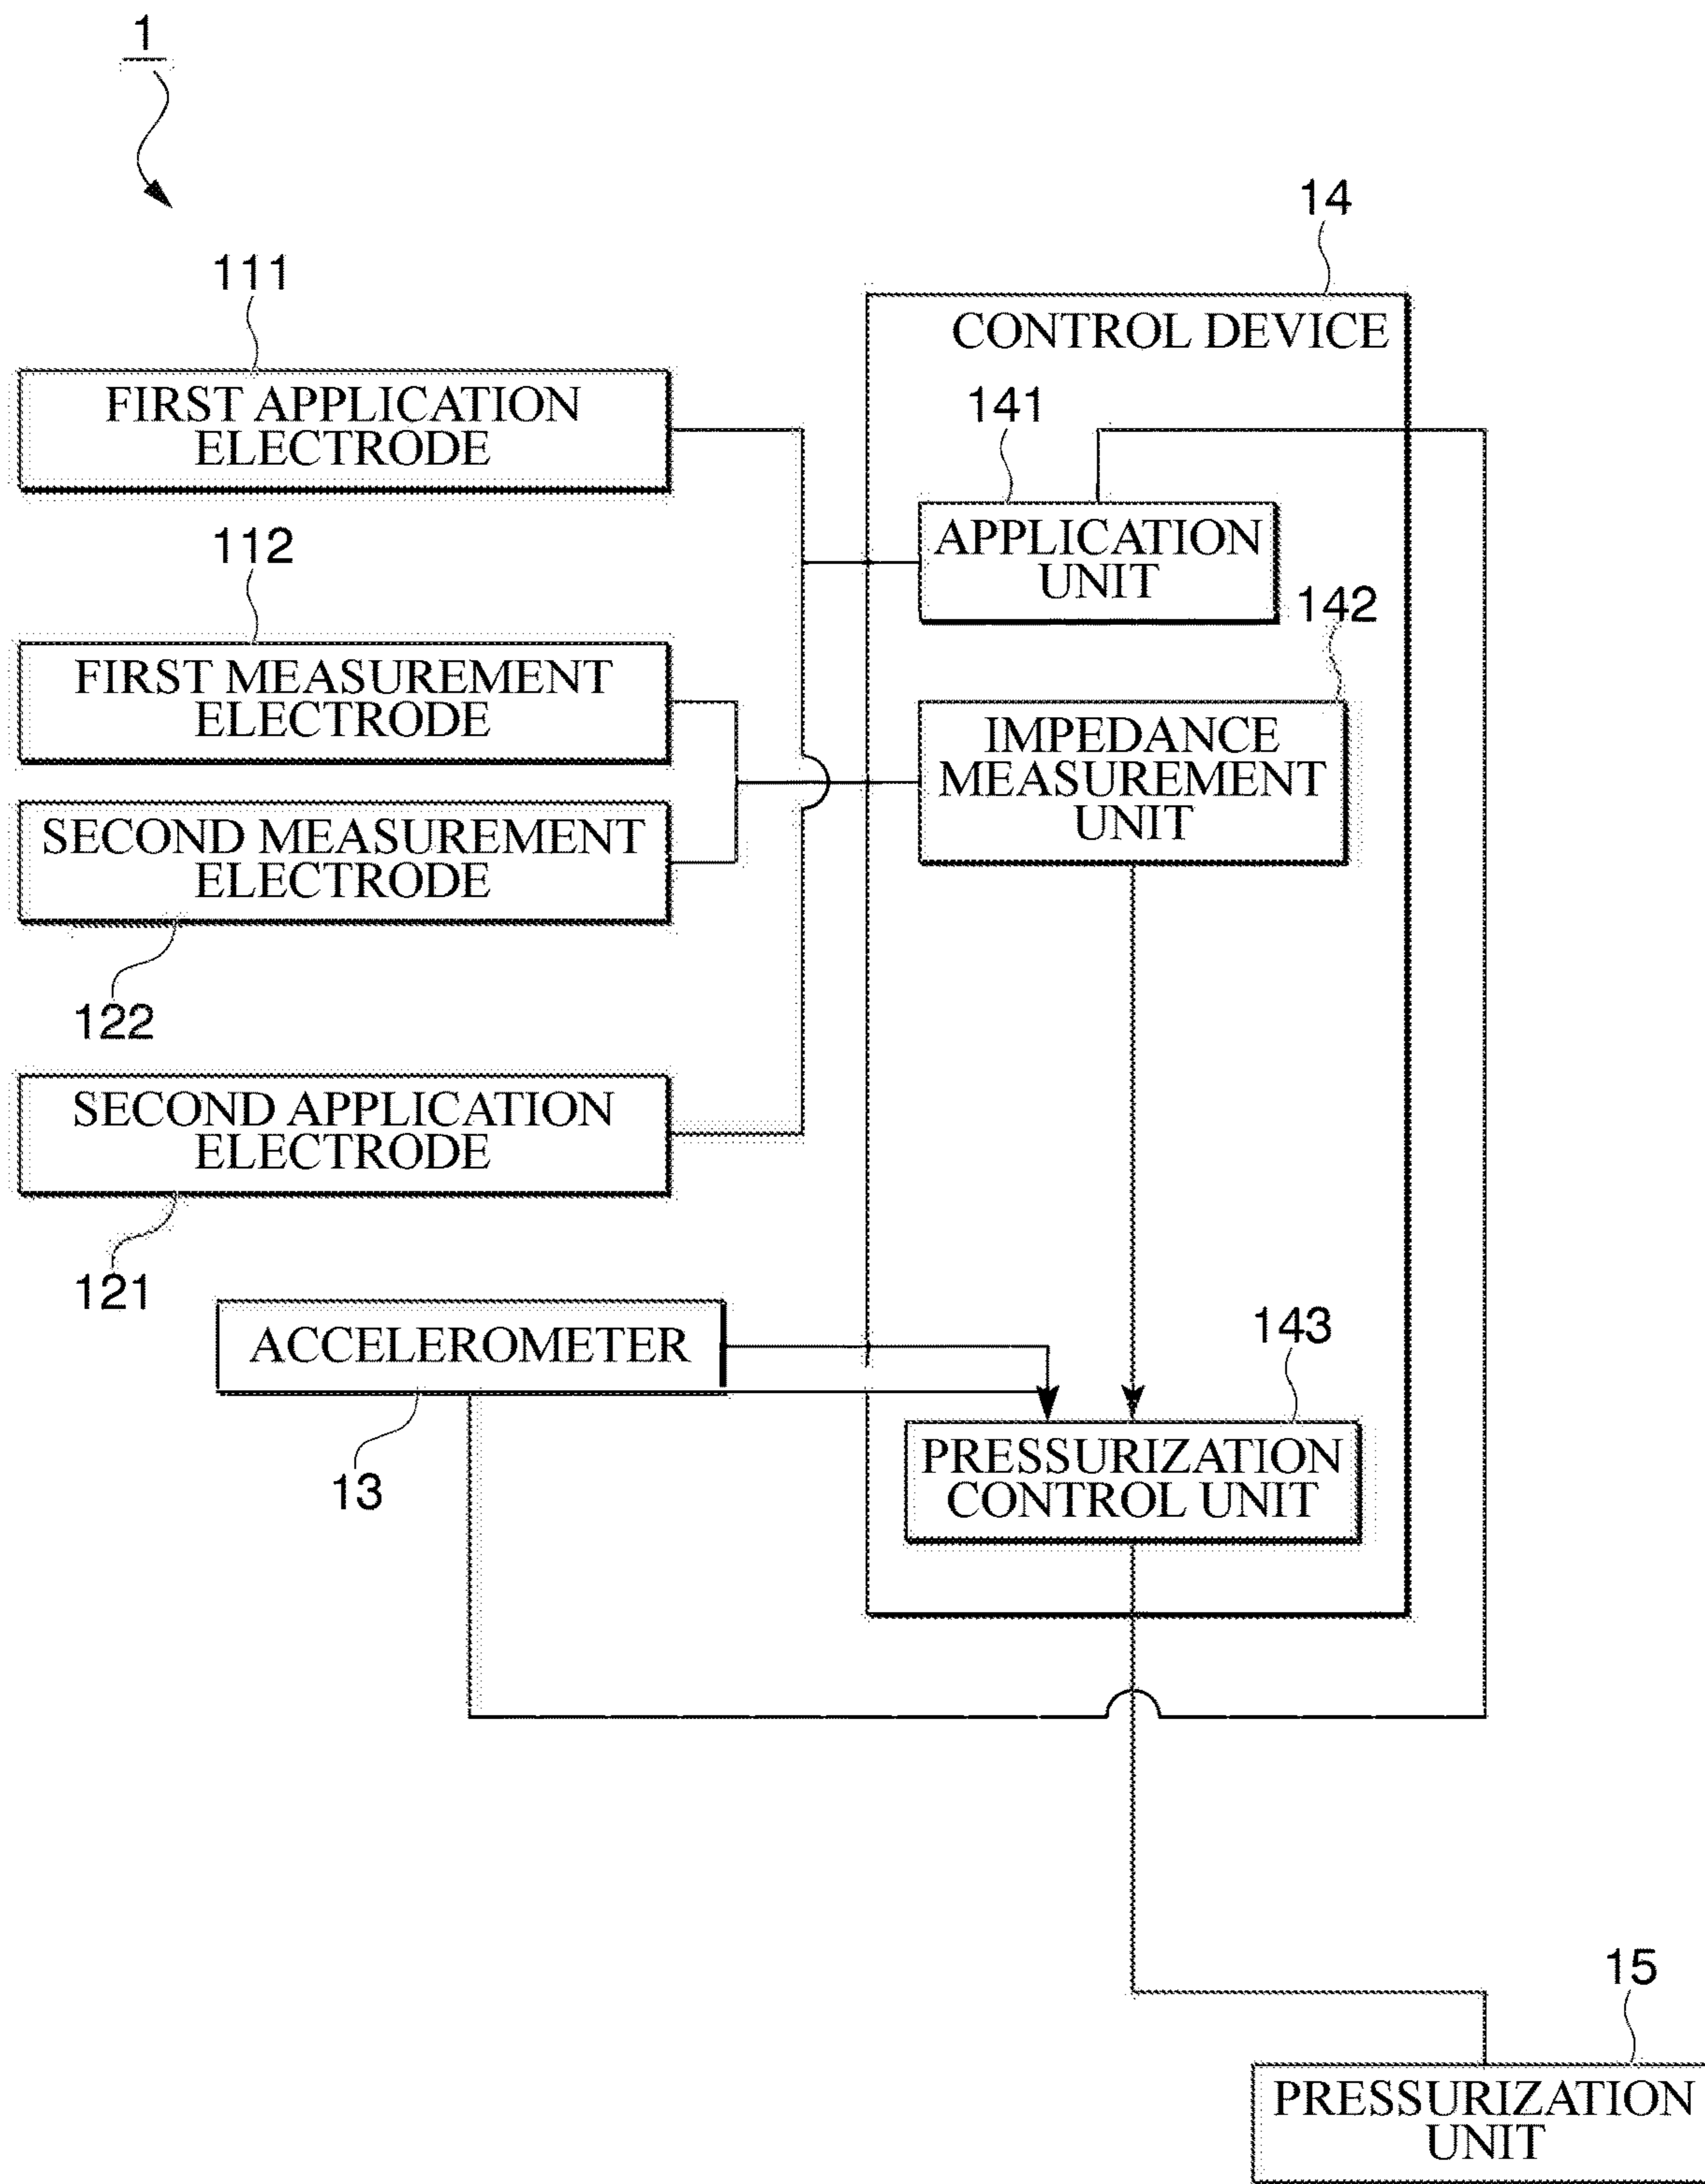 1
14
111
CONTROL DEVICE
FIRST APPLICATION
ELECTRODE
141
112
APPLICATION
UNIT
142
FIRST MEASUREMENT
ELECTRODE
IMPEDANCE
MEASUREMENT
UNIT
SECOND MEASUREMENT
ELECTRODE
122
SECOND APPLICATION
ELECTRODE
121
ACCELEROMETER
143
13
PRESSURIZATION
CONTROL UNIT
15
PRESSURIZATION
UNIT